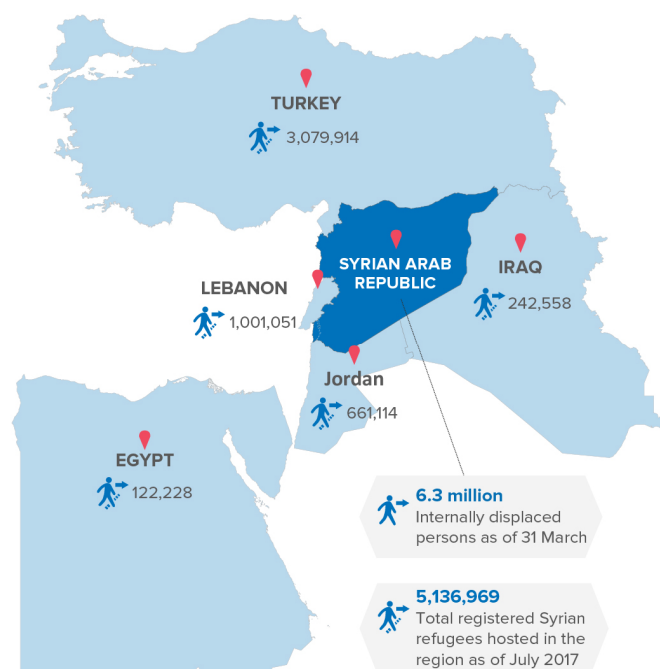 TURKEY
3,079,914
SYRIAN ARAB
REPUBLIC
IRAQ
242,558
LEBANON
1,001,051
Jordan
661,114
EGYPT
122,228
6.3 million
Internally displaced
persons as of 31 March
5,136,969
Total registered Syrian
refugees hosted in the
region as of July 2017